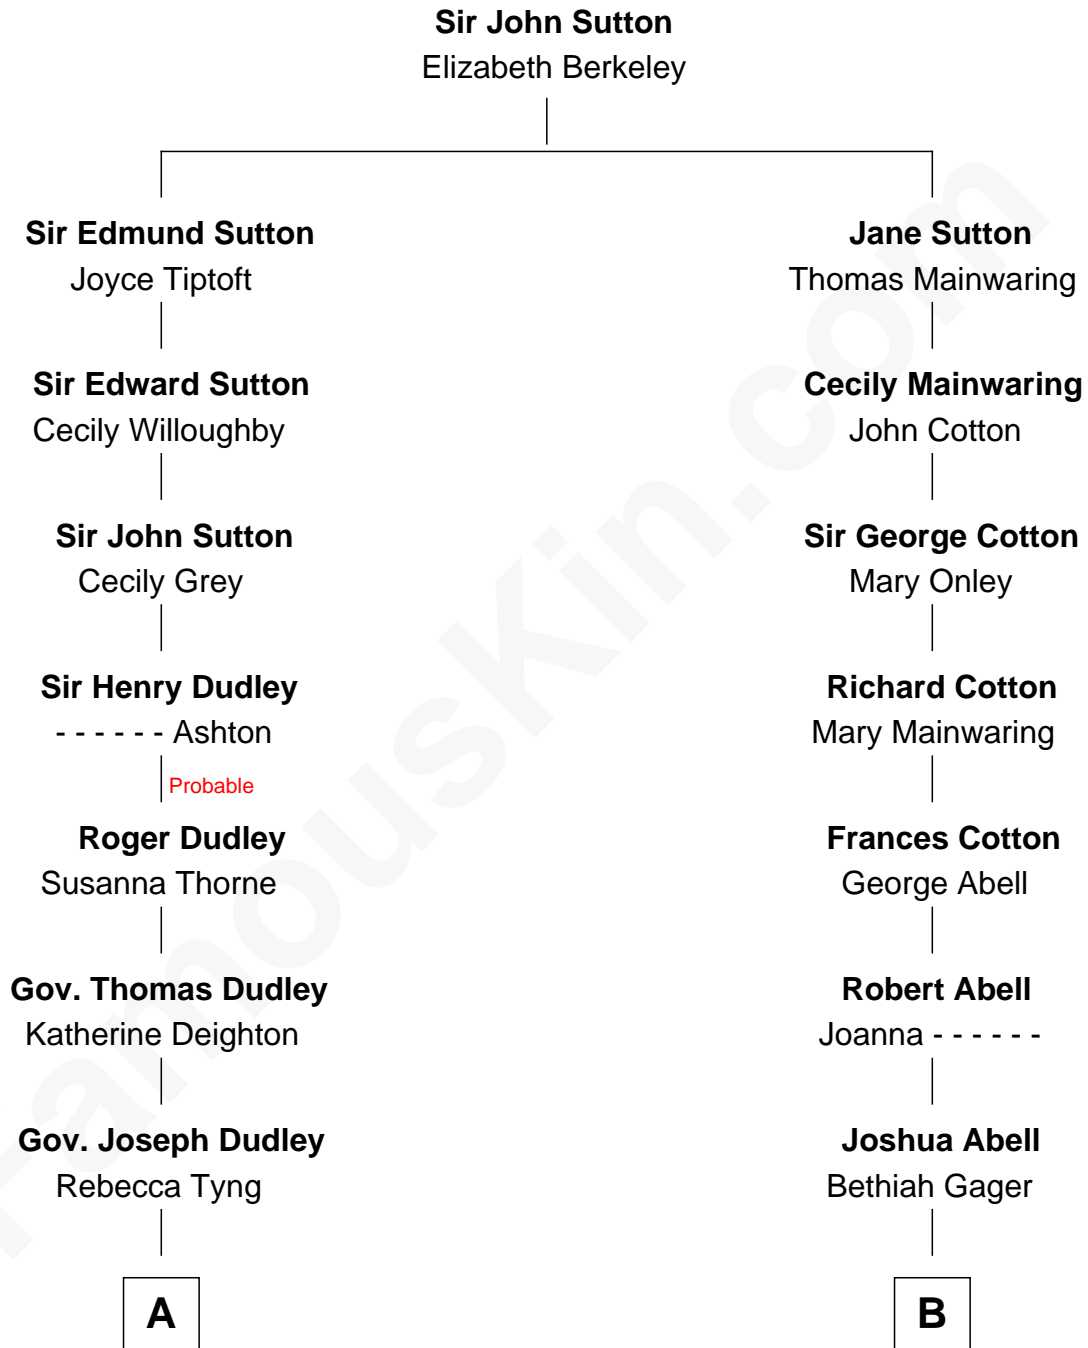 Sir John Sutton
Elizabeth Berkeley
Sir Edmund Sutton
Joyce Tiptoft
Jane Sutton
Thomas Mainwaring
Sir Edward Sutton
Cecily Willoughby
Cecily Mainwaring
John Cotton
Sir John Sutton
Cecily Grey
Sir George Cotton
Mary Onley
Sir Henry Dudley
- - - - - - Ashton
Richard Cotton
Mary Mainwaring
Probable
Roger Dudley
Susanna Thorne
Frances Cotton
George Abell
Gov. Thomas Dudley
Katherine Deighton
Robert Abell
Joanna - - - - - -
Gov. Joseph Dudley
Rebecca Tyng
Joshua Abell
Bethiah Gager
A
B
FamousKin.com